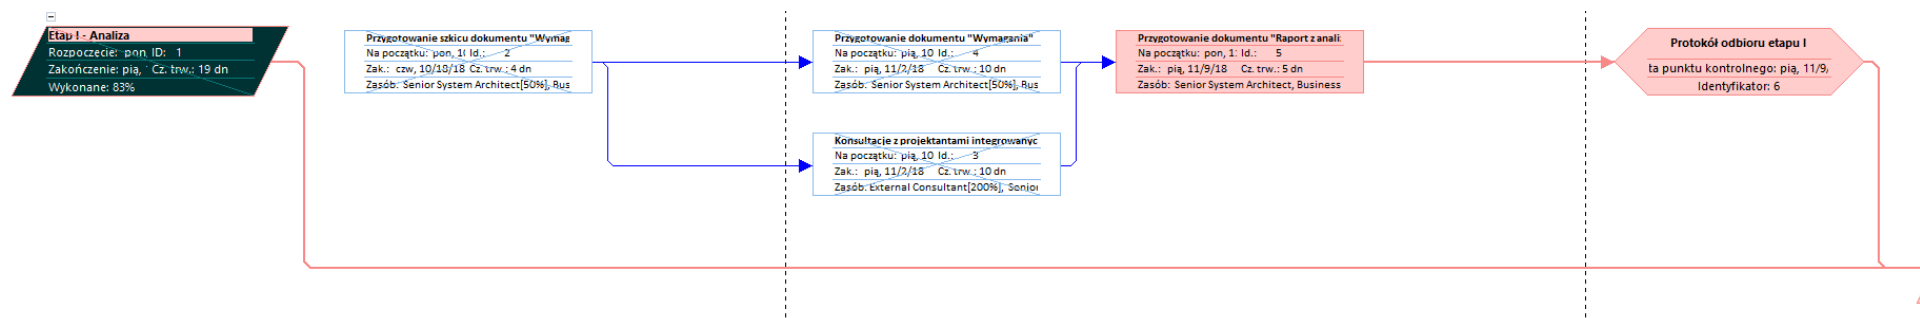 Etap I - Analiza
Rozpoczęcie: pon ID: 1
Zakończenie: pią, Cz. trw.: 19 dn
Wykonane: 83%
Przygotowanie szkicu dokumentu "Wymag
Na początku: pon, 1( Id.: 2
Zak.: czw, 10/18/18 Cz. trw.: 4 dn
Zasób: Senior System Architect[50%], Bus
Przygotowanie dokumentu "Wymagania"
Na początku: pią, 10 Id.: 4
Zak.: pią, 11/2/18 Cz. trw.: 10 dn
Zasób: Senior System Architect[50%], Bus
Konsultacje z projektantami integrowanyc
Na początku: pią, 10 Id.: 3
Zak.: pią, 11/2/18 Cz. trw.: 10 dn
Zasób: External Consultant[200%], Senior
Przygotowanie dokumentu "Raport z anali:
Na początku: pon, 1: Id.: 5
Zak.: pią, 11/9/18 Cz. trw.: 5 dn
Zasób: Senior System Architect, Business
Protokół odbioru etapu I
ta punktu kontrolnego: pią, 11/9/
Identyfikator: 6